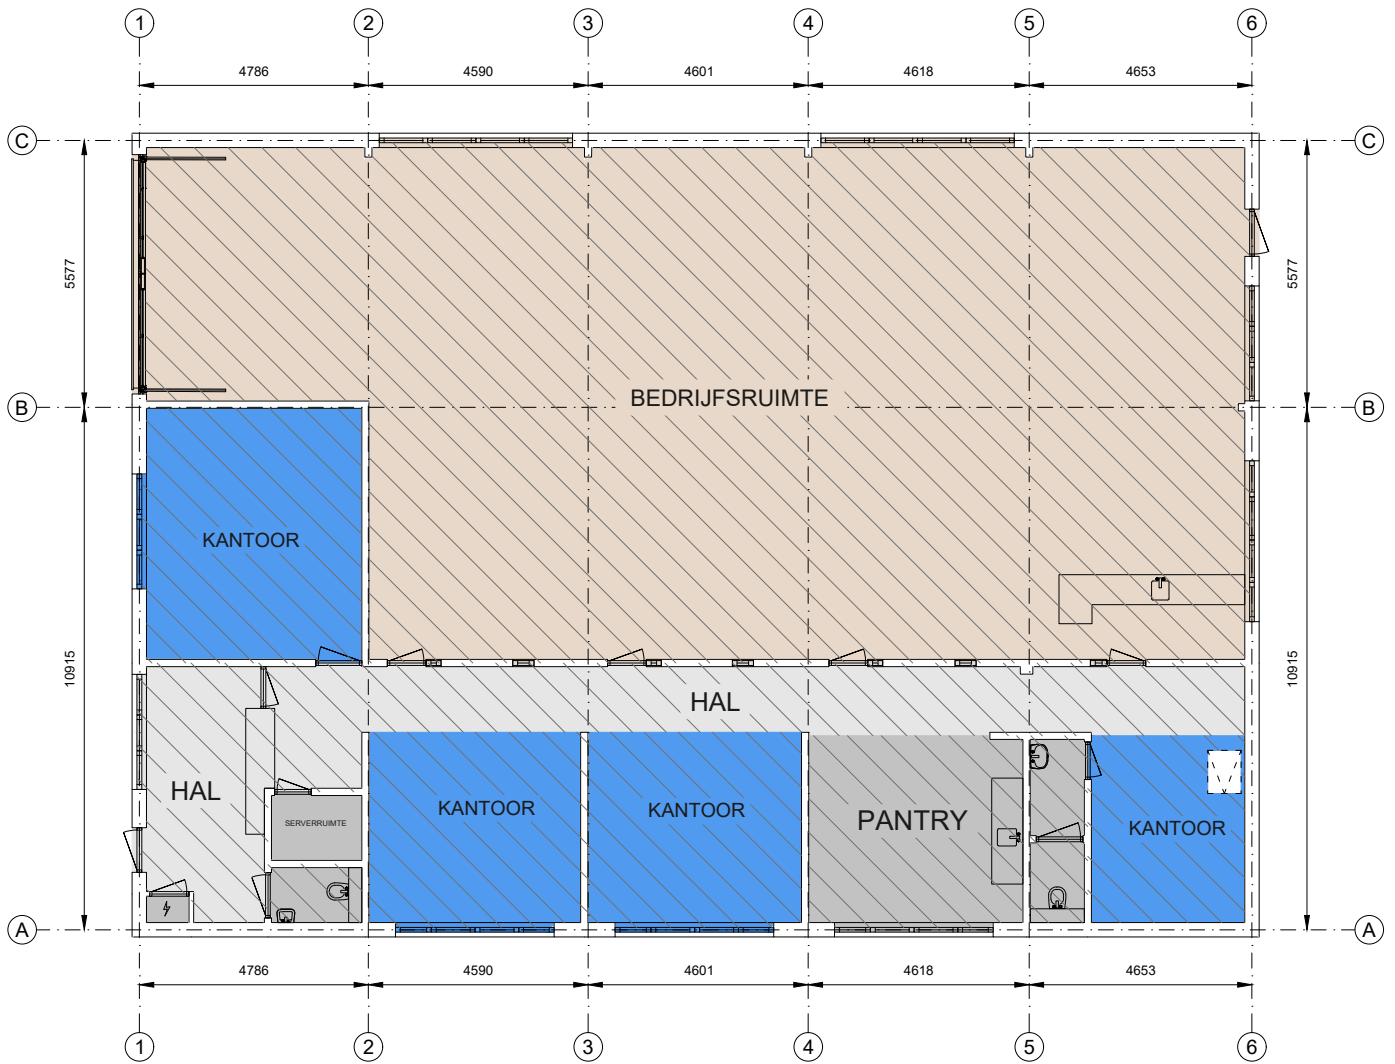 1 2 3 4 5 6
4786 4590 4601 4618 4653
C C
5577 5577
BEDRIJFSRUIMTE
B B
KANTOOR
10915 10915
HAL
HAL
KANTOOR KANTOOR PANTRY KANTOOR
SERVERRUIMTE
A A
4786 4590 4601 4618 4653
1 2 3 4 5 6